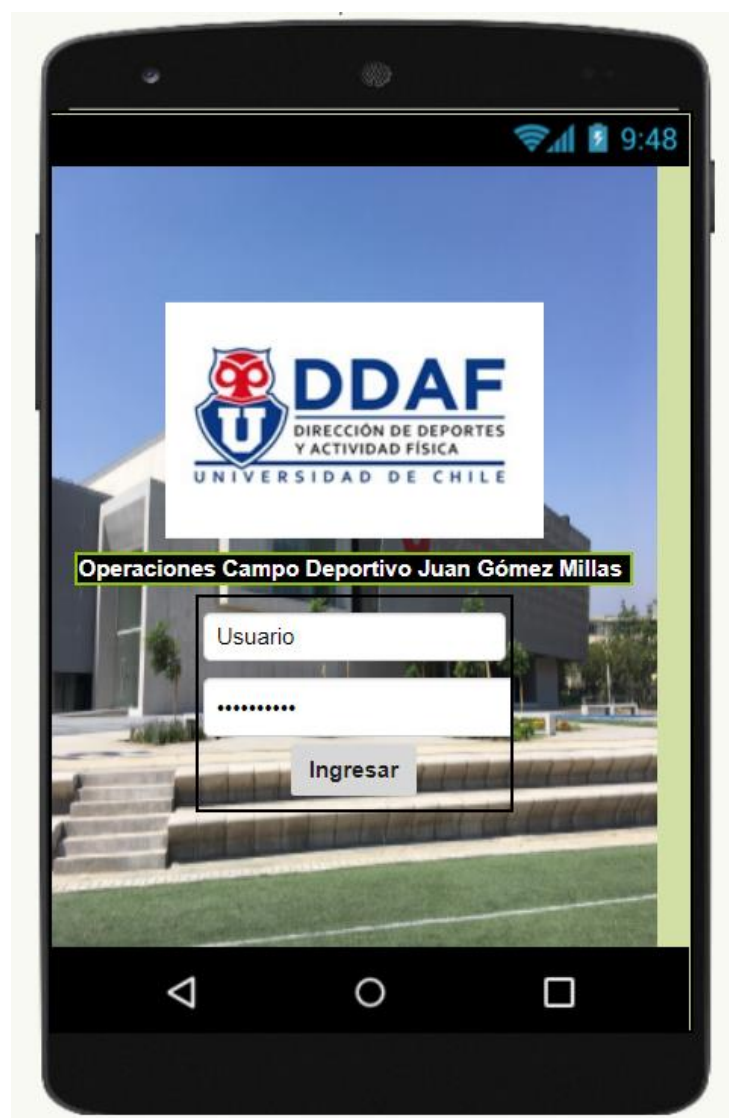 9:48
U
DDAF
DIRECCIÓN DE DEPORTES
Y ACTIVIDAD FÍSICA
UNIVERSIDAD DE CHILE
Operaciones Campo Deportivo Juan Gómez Millas
Usuario
••••••••••
Ingresar